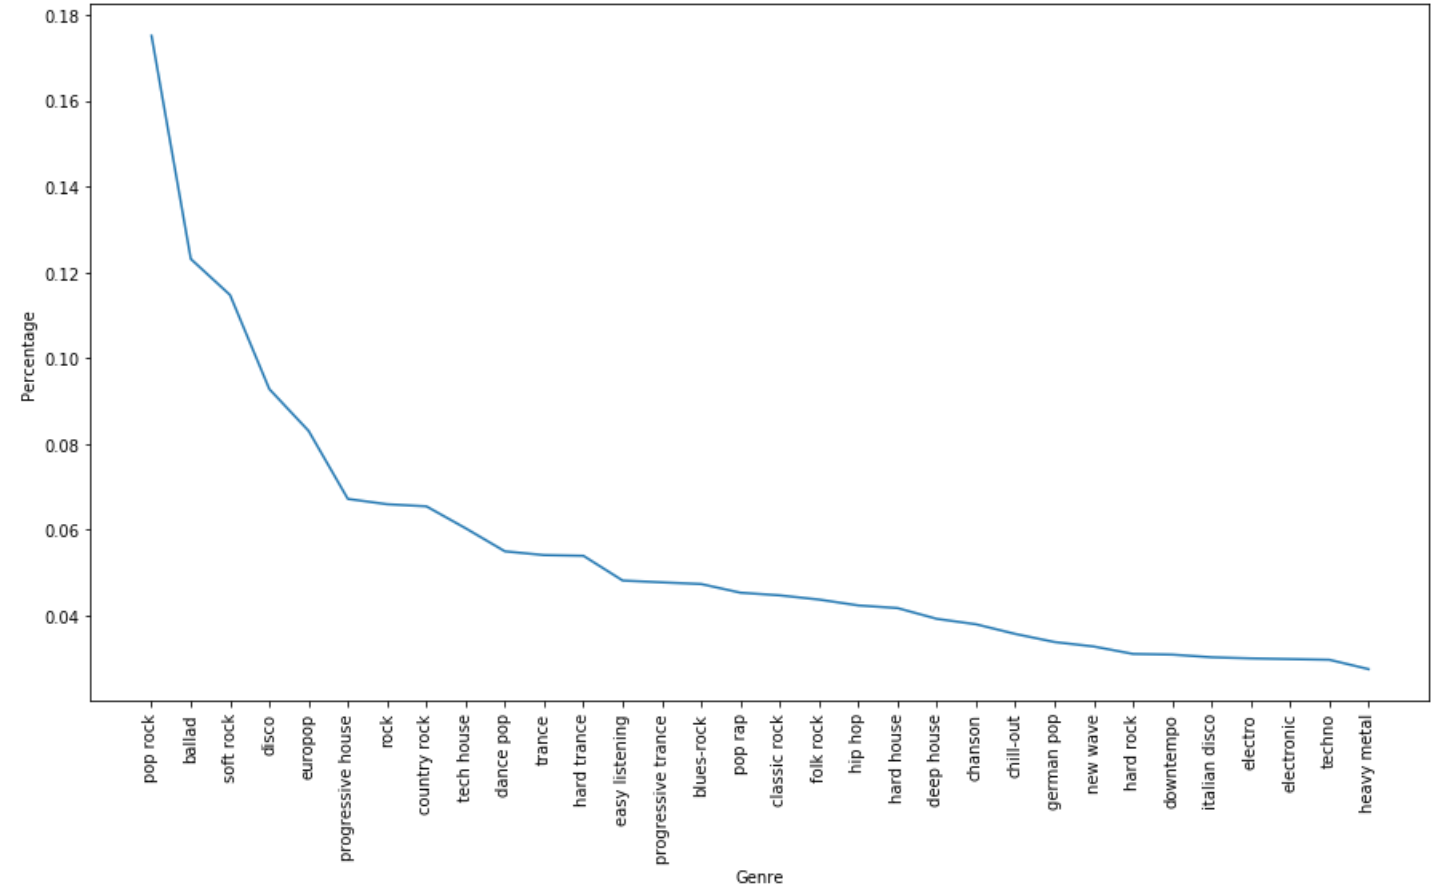 0.18
0.16
0.14
0.12
0.10
0.08
0.06
0.04
Percentage
pop rock
ballad
soft rock
disco
europop
progressive house
rock
country rock
tech house
dance pop
trance
hard trance
easy listening
progressive trance
blues-rock
pop rap
classic rock
folk rock
hip hop
hard house
deep house
chanson
chill-out
german pop
new wave
hard rock
downtempo
italian disco
electro
electronic
techno
heavy metal
Genre